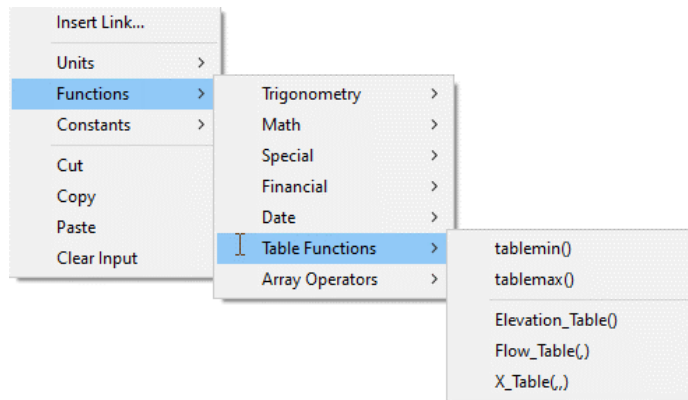 Insert Link...
Units
Functions
Constants
Cut
Copy
Paste
Clear Input
Trigonometry
Math
Special
Financial
Date
Table Functions
Array Operators
tablemin()
tablemax()
Elevation_Table()
Flow_Table(,)
X_Table(,,)